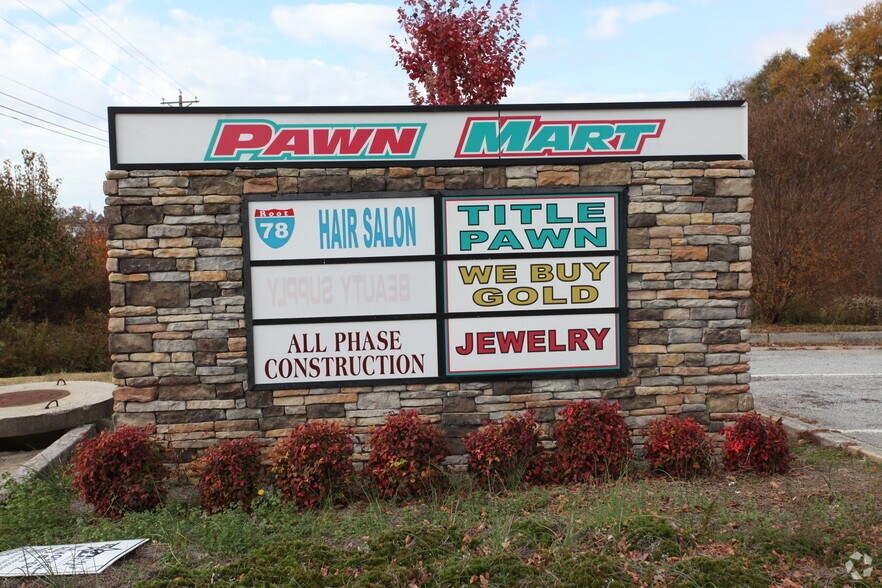 PAWN MART
Root
78
HAIR SALON
BEAUTY SUPPLY
ALL PHASE
CONSTRUCTION
TITLE
PAWN
WE BUY
GOLD
JEWELRY